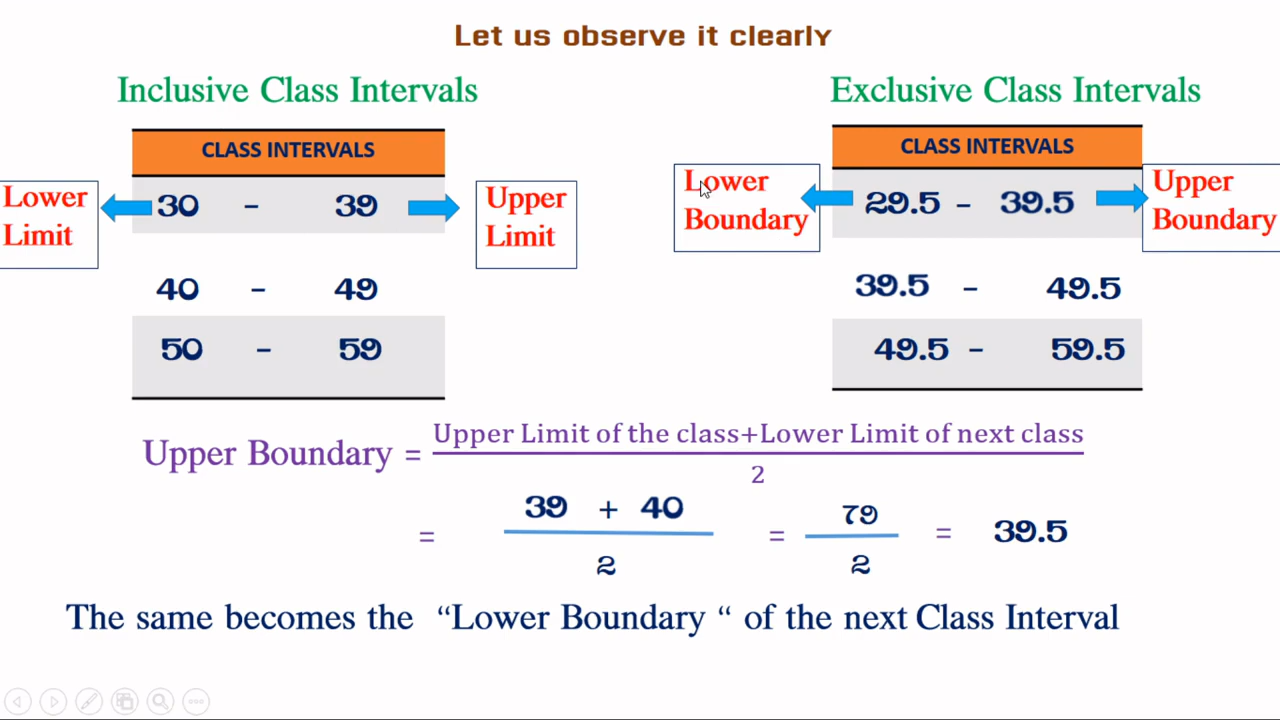 Let us observe it clearly
Inclusive Class Intervals
CLASS INTERVALS
Lower
Limit
30 - 39
Upper
Limit
40 - 49
50 - 59
Exclusive Class Intervals
CLASS INTERVALS
Lower
Boundary
29.5 - 39.5
Upper
Boundary
39.5 - 49.5
49.5 - 59.5
Upper Boundary = Upper Limit of the class+Lower Limit of next class
2
= 39 + 40 = 79 = 39.5
2 2
The same becomes the “Lower Boundary “ of the next Class Interval